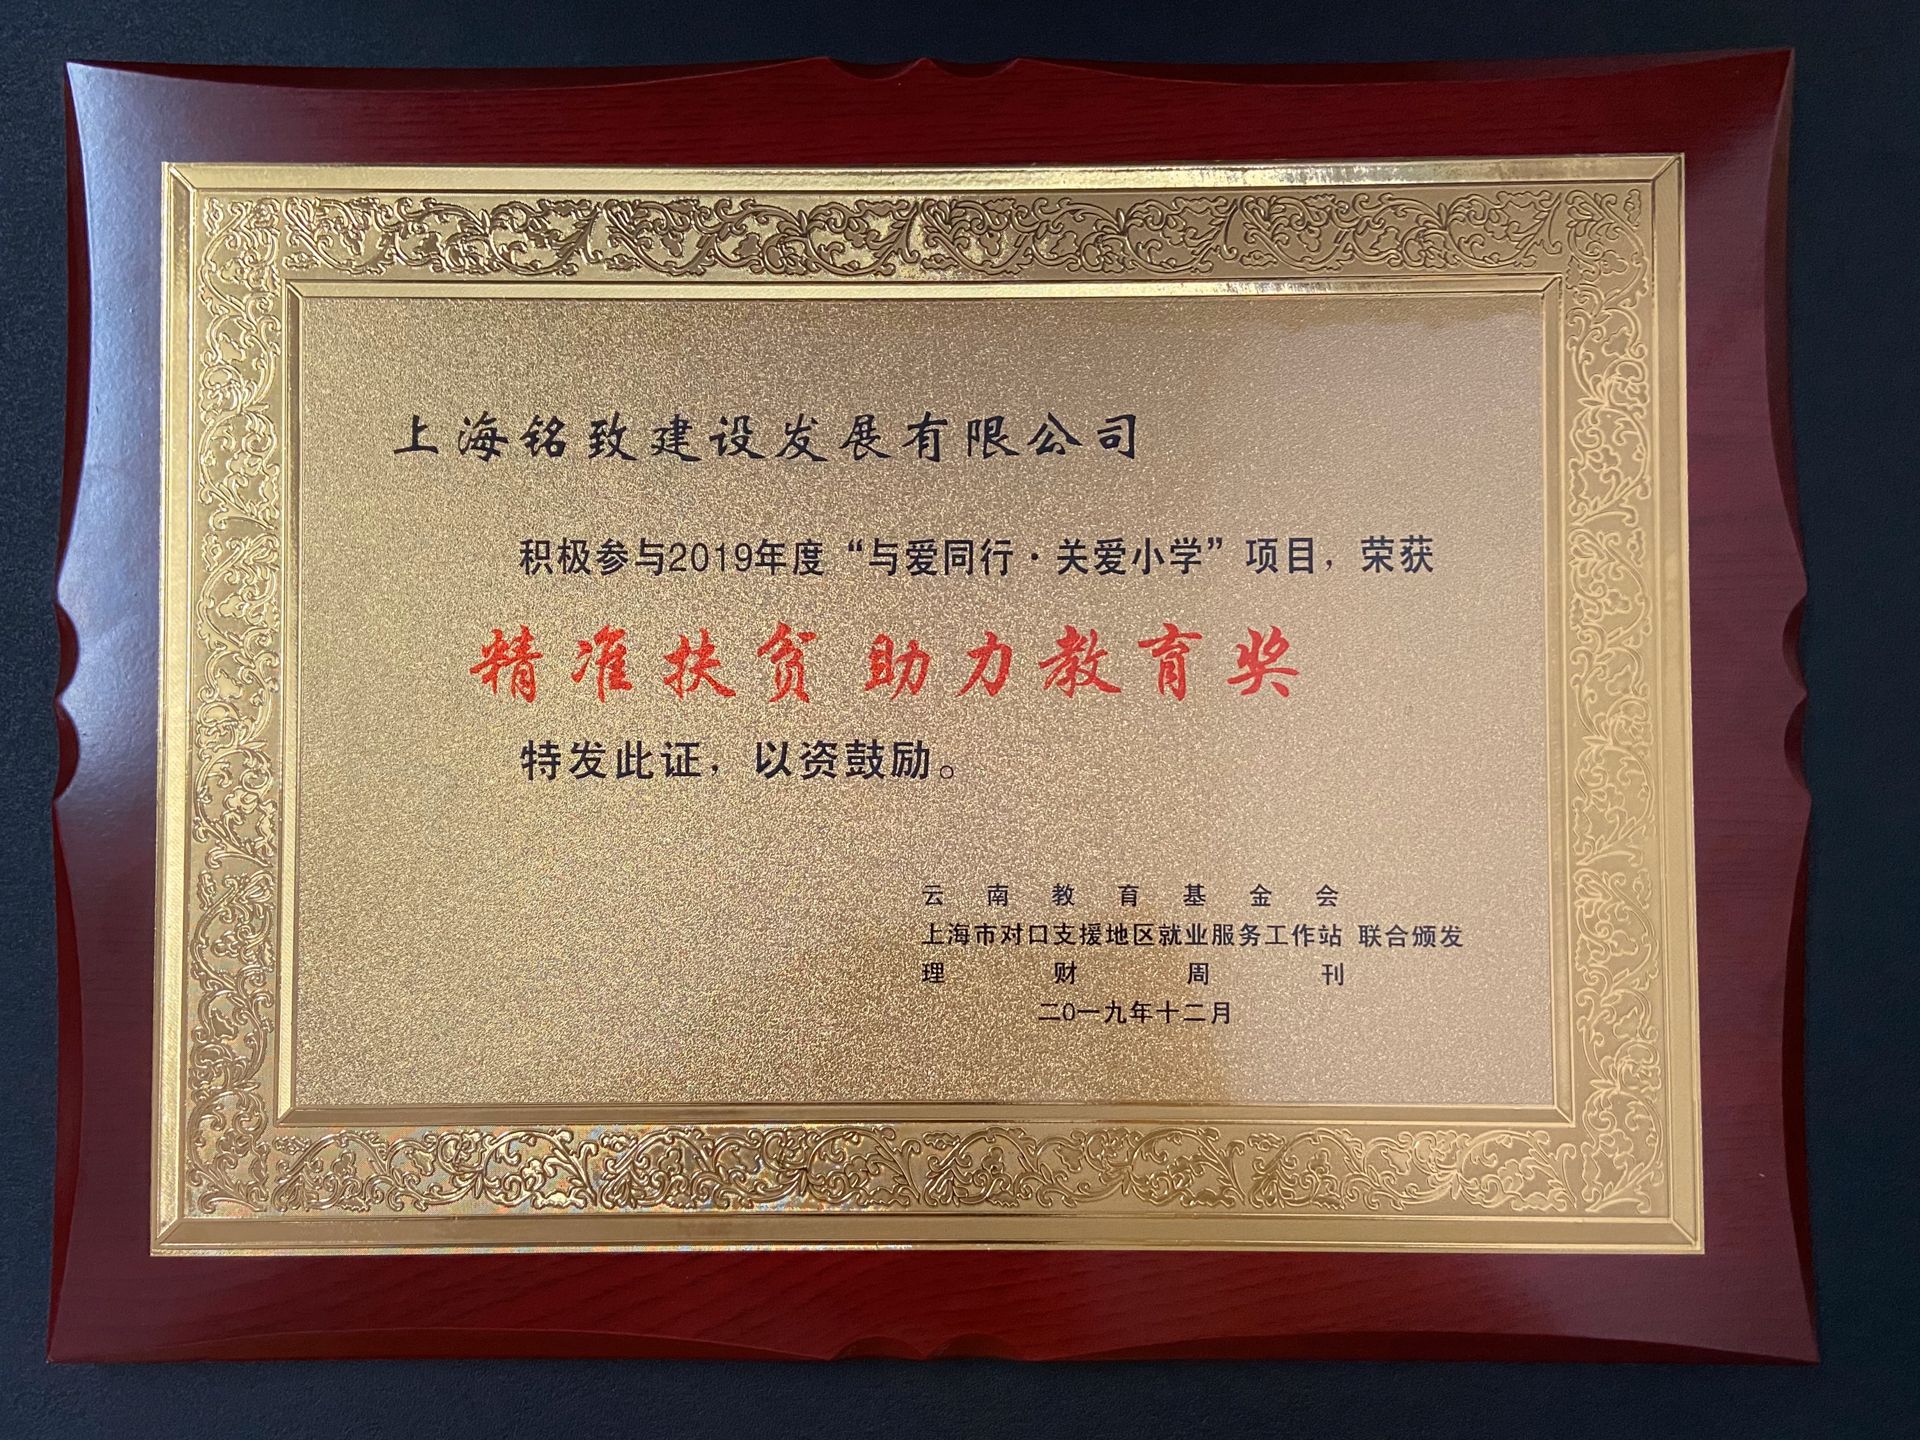 上海铭致建设发展有限公司
积极参与2019年度“与爱同行·关爱小学”项目，荣获
精准扶贫 助力教育奖
特发此证，以资鼓励。
云南教育基金会
上海市对口支援地区就业服务工作站 联合颁发
理财周刊
二0一九年十二月